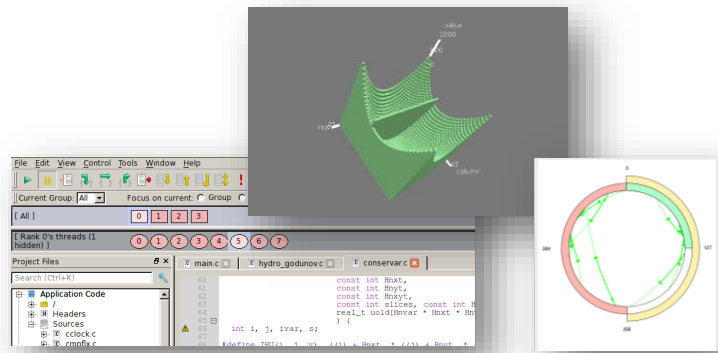 value
1000
column
File Edit View Control Tools Window Help
Current Group: All Focus on current: Group
[ All ] 0 1 2 3
[ Rank 0's threads (1 hidden) ] 0 1 2 3 4 5 6 7
Project Files
Search (Ctrl+K)
Application Code
/
Headers
Sources
cclock.c
cmpflx.c
main.c hydro_godunov.c conservar.c
60 const int Hnxt,
61 const int Hnyt,
62 const int Hnxyt,
63 const int slices, const int H
64 real_t uold[Hnvar * Hnxt * Hny
65 ) {
66 int i, j, ivar, s;
67
0
127